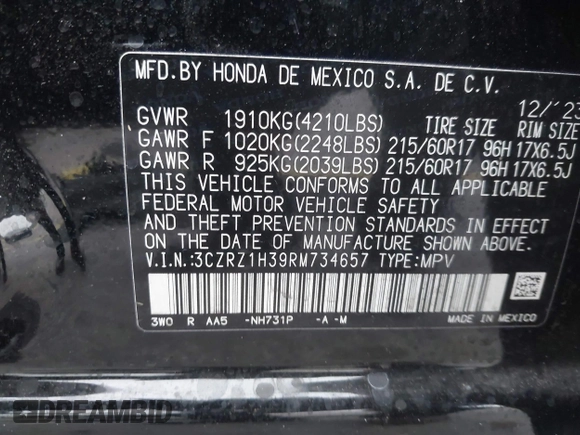 MFD.BY HONDA DE MEXICO S.A. DE C.V.
12/'23
GVWR 1910KG(4210LBS) TIRE SIZE RIM SIZE
GAWR F 1020KG(2248LBS) 215/60R17 96H 17X6.5J
GAWR R 925KG(2039LBS) 215/60R17 96H 17X6.5J
THIS VEHICLE CONFORMS TO ALL APPLICABLE
FEDERAL MOTOR VEHICLE SAFETY
AND THEFT PREVENTION STANDARDS IN EFFECT
ON THE DATE OF MANUFACTURE SHOWN ABOVE.
V.I.N.:3CZRZ1H39RM734657 TYPE:MPV
3W0 R AA5 -NH731P -A -M MADE IN MEXICO
DREAMBID